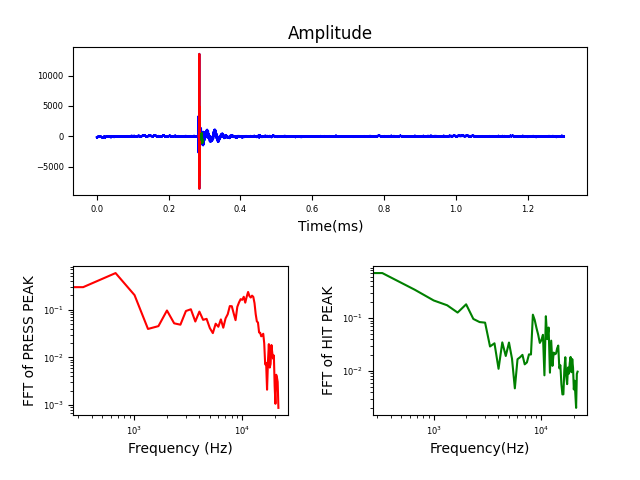 Amplitude
10000
5000
0
−5000
0.0 0.2 0.4 0.6 0.8 1.0 1.2
Time(ms)
FFT of PRESS PEAK
10⁻¹
10⁻²
10⁻³
10³ 10⁴
Frequency (Hz)
FFT of HIT PEAK
10⁻¹
10⁻²
10³ 10⁴
Frequency(Hz)